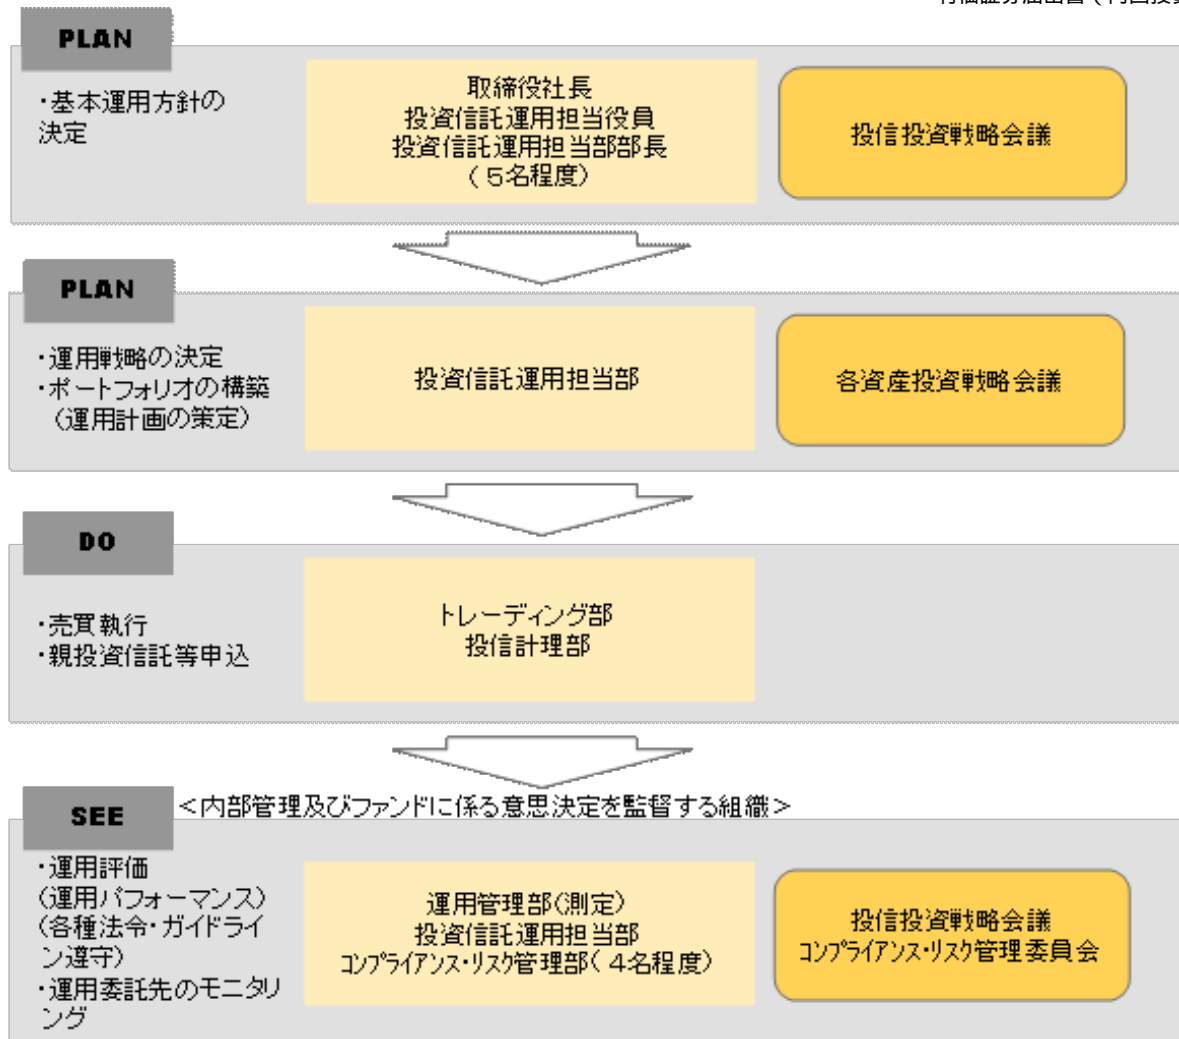 PLAN
・基本運用方針の
決定
取締役社長
投資信託運用担当役員
投資信託運用担当部部長
(5名程度)
投信投資戦略会議
PLAN
・運用戦略の決定
・ポートフォリオの構築
(運用計画の策定)
投資信託運用担当部
各資産投資戦略会議
DO
・売買執行
・親投資信託等申込
トレーディング部
投信計理部
SEE
<内部管理及びファンドに係る意思決定を監督する組織>
・運用評価
(運用パフォーマンス)
(各種法令・ガイドライ
ン遵守)
・運用委託先のモニタリ
ング
運用管理部(測定)
投資信託運用担当部
コンプライアンス・リスク管理部(4名程度)
投信投資戦略会議
コンプライアンス・リスク管理委員会